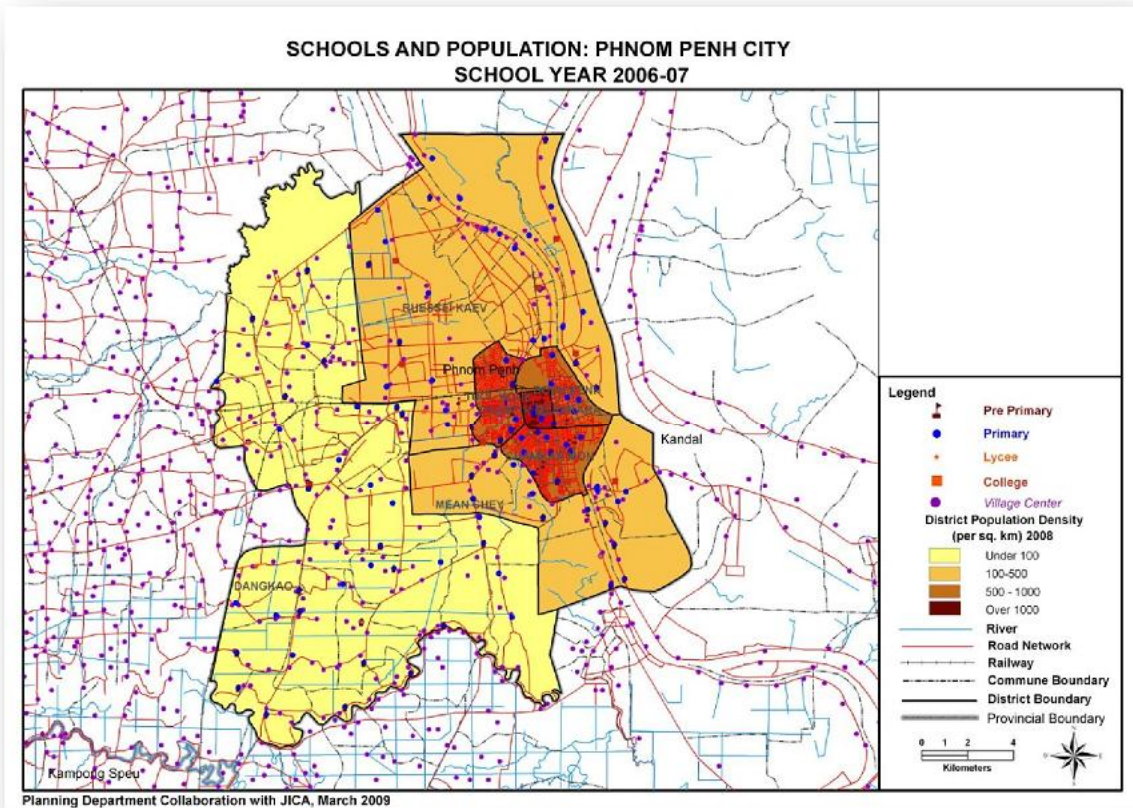 SCHOOLS AND POPULATION: PHNOM PENH CITY
SCHOOL YEAR 2006-07
RUESSEI KAEV
Phnom Penh
Kandal
MEAN CHEY
DANGKAO
Kampong Speu
Legend
Pre Primary
Primary
Lycee
College
Village Center
District Population Density
(per sq. km) 2008
Under 100
100-500
500 - 1000
Over 1000
River
Road Network
Railway
Commune Boundary
District Boundary
Provincial Boundary
0 1 2 4
Kilometers
Planning Department Collaboration with JICA, March 2009